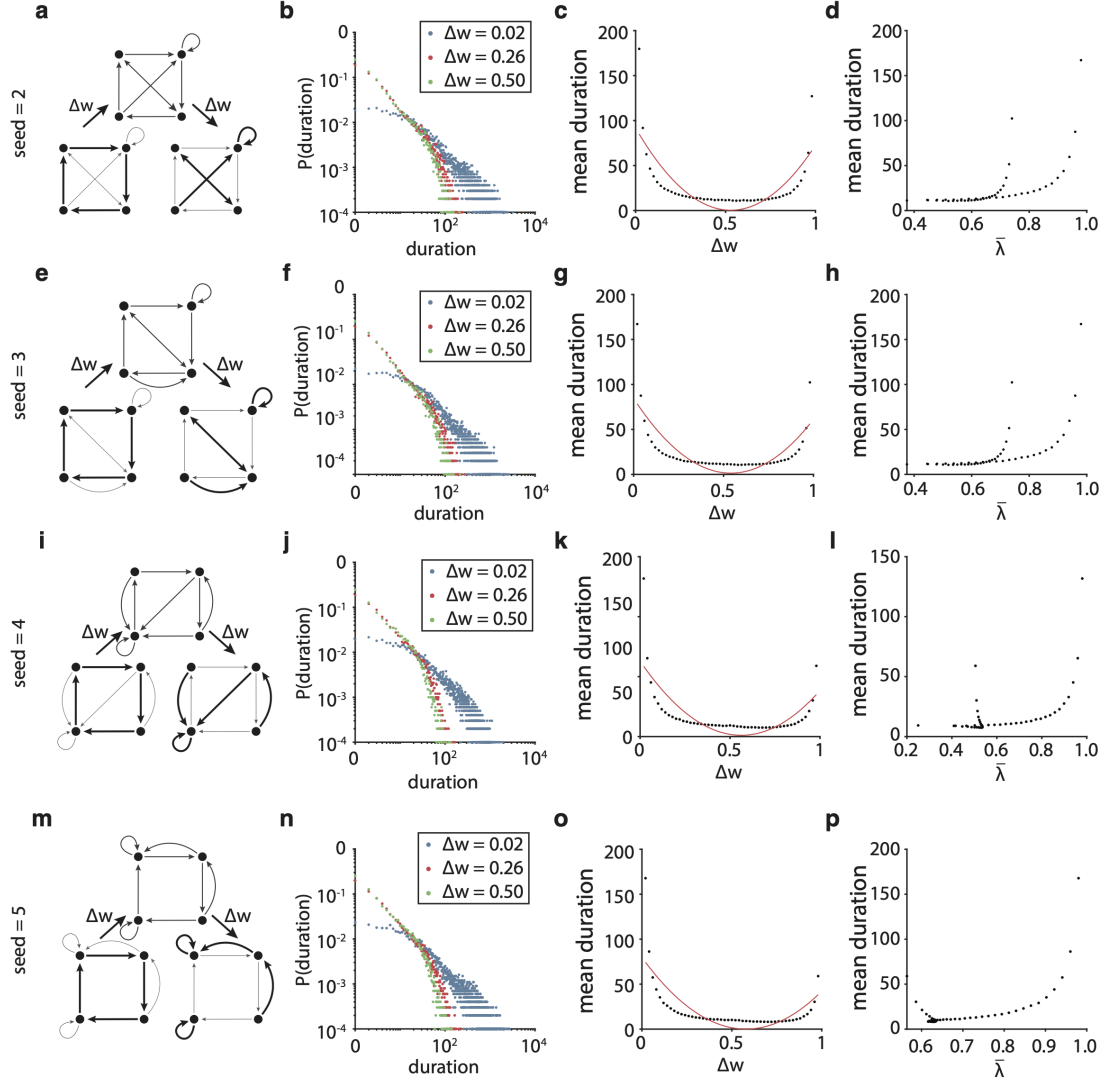 a
seed = 2
Δw
Δw
b
P(duration)
0
10-1
10-2
10-3
10-4
0
10²
10⁴
duration
Δw = 0.02
Δw = 0.26
Δw = 0.50
c
mean duration
200
150
100
50
0
0
0.5
1
Δw
d
mean duration
200
150
100
50
0
0.4
0.6
0.8
1.0
λ̄
e
seed = 3
Δw
Δw
f
P(duration)
0
10-1
10-2
10-3
10-4
0
10²
10⁴
duration
Δw = 0.02
Δw = 0.26
Δw = 0.50
g
mean duration
200
150
100
50
0
0
0.5
1
Δw
h
mean duration
200
150
100
50
0
0.4
0.6
0.8
1.0
λ̄
i
seed = 4
Δw
Δw
j
P(duration)
0
10-1
10-2
10-3
10-4
0
10²
10⁴
duration
Δw = 0.02
Δw = 0.26
Δw = 0.50
k
mean duration
200
150
100
50
0
0
0.5
1
Δw
l
mean duration
150
100
50
0
0.2
0.4
0.6
0.8
1.0
λ̄
m
seed = 5
Δw
Δw
n
P(duration)
0
10-1
10-2
10-3
10-4
0
10²
10⁴
duration
Δw = 0.02
Δw = 0.26
Δw = 0.50
o
mean duration
200
150
100
50
0
0
0.5
1
Δw
p
mean duration
200
150
100
50
0
0.6
0.7
0.8
0.9
1.0
λ̄